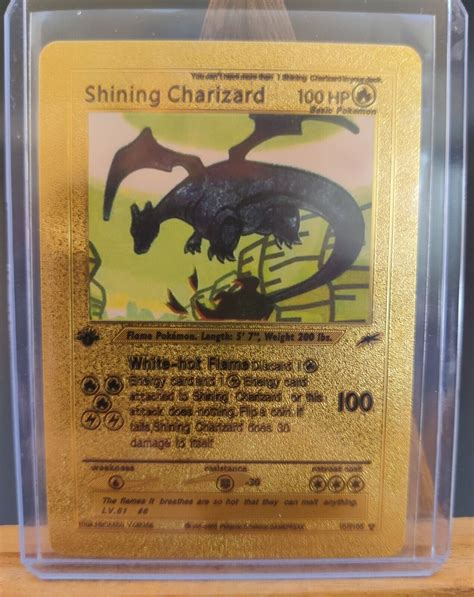 You can't have more than 1 Shining Charizard in your deck.
Shining Charizard 100 HP
Basic Pokémon
Flame Pokémon. Length: 5' 7", Weight 200 lbs.
White-hot Flame Discard 1
Energy card and 1 Energy card
attached to Shining Charizard or this
attack does nothing. Flip a coin. If
tails, Shining Charizard does 30
damage to itself
100
weakness resistance retreat cost
-30
The flames it breathes are so hot that they can melt anything.
LV.61 #6